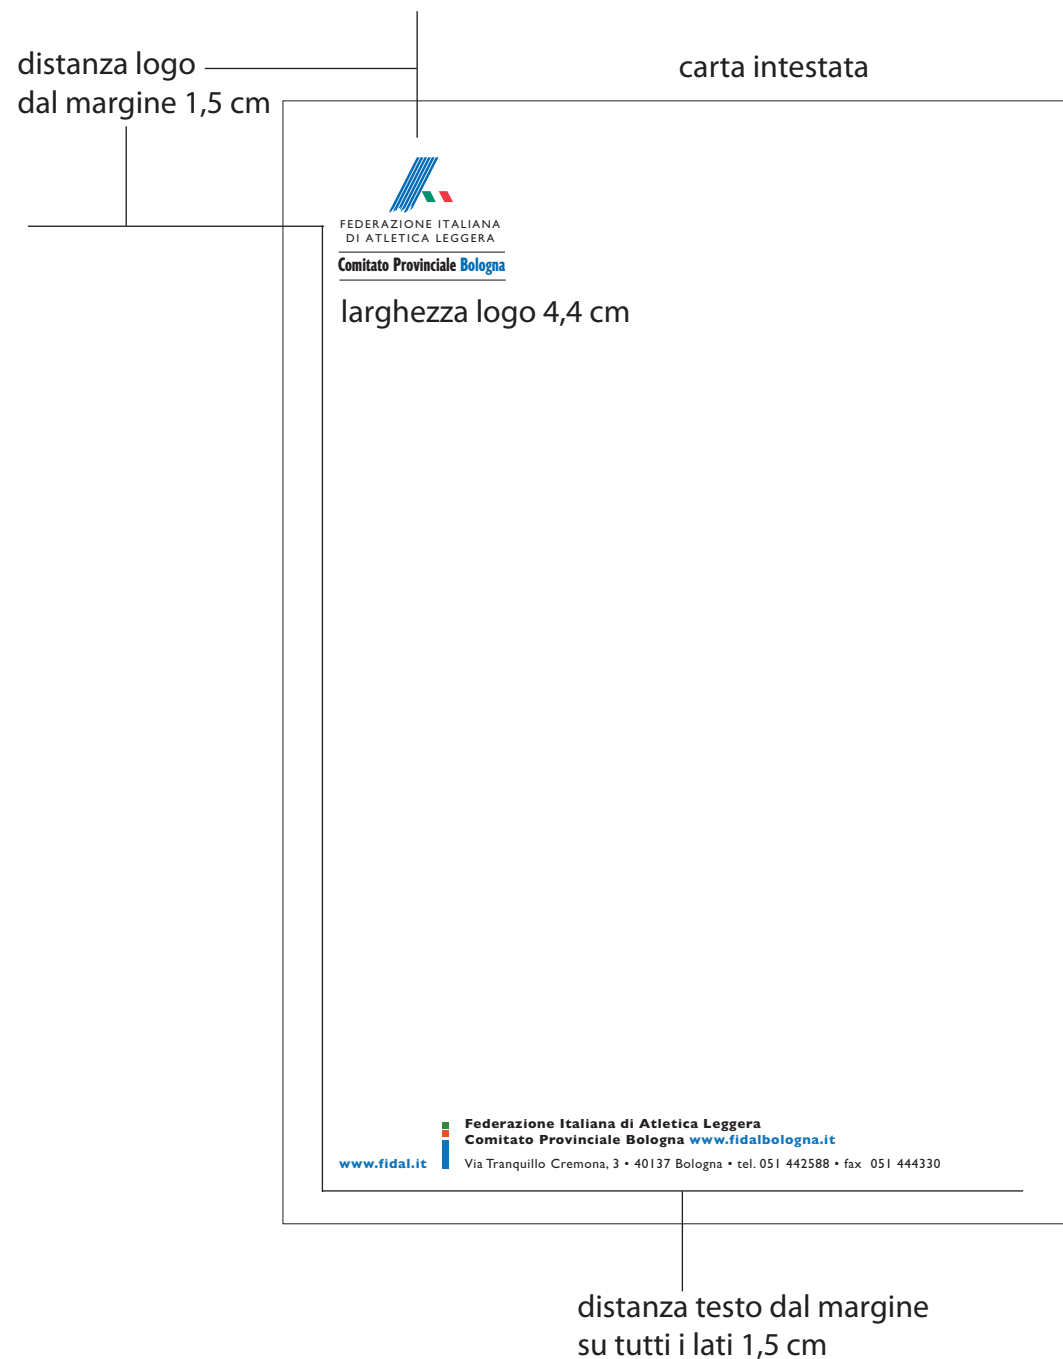 distanza logo
dal margine 1,5 cm
carta intestata
FEDERAZIONE ITALIANA
DI ATLETICA LEGGERA
Comitato Provinciale Bologna
larghezza logo 4,4 cm
Federazione Italiana di Atletica Leggera
Comitato Provinciale Bologna www.fidalbologna.it
www.fidal.it
Via Tranquillo Cremona, 3 • 40137 Bologna • tel. 051 442588 • fax 051 444330
distanza testo dal margine
su tutti i lati 1,5 cm